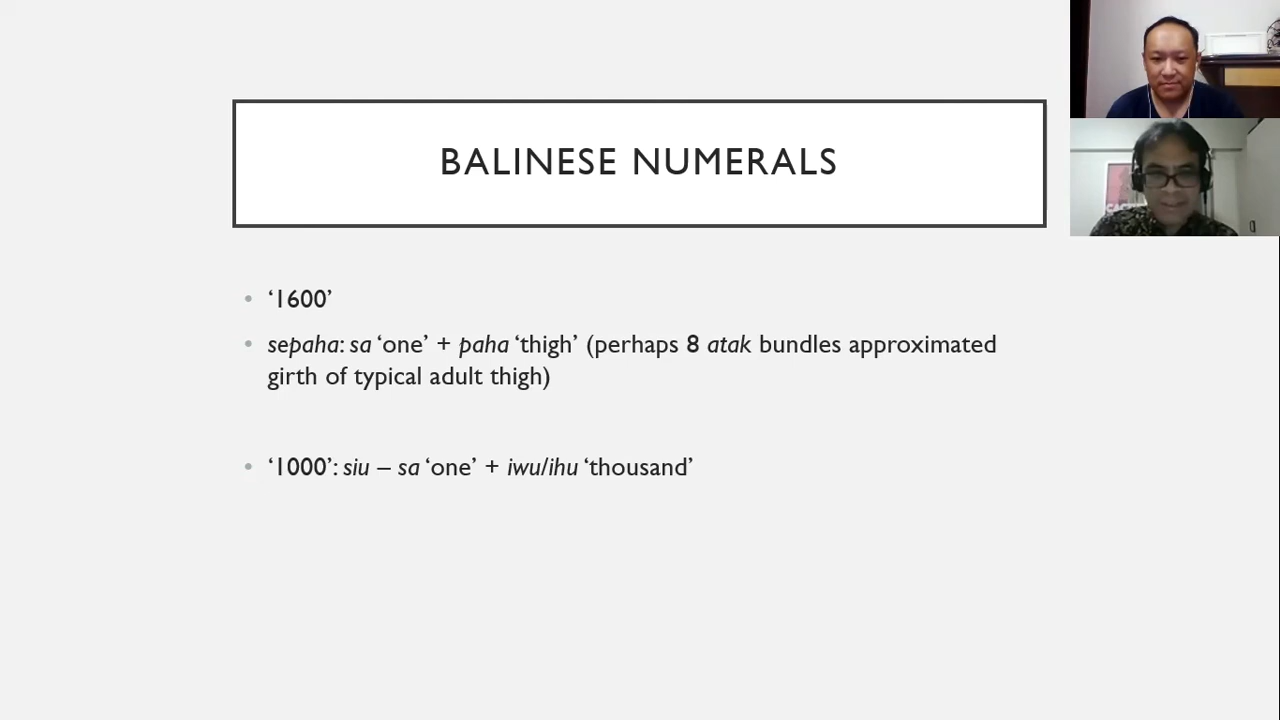 BALINESE NUMERALS
• ‘1600’
• sepaha: sa ‘one’ + paha ‘thigh’ (perhaps 8 atak bundles approximated
girth of typical adult thigh)
• ‘1000’: siu – sa ‘one’ + iwu/ihu ‘thousand’